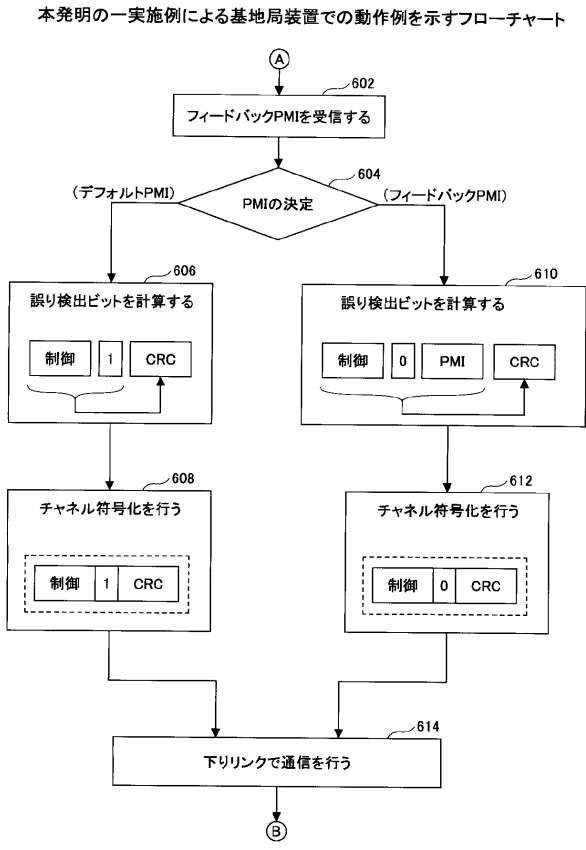 本発明の一実施例による基地局装置での動作例を示すフローチャート
A
602
フィードバックPMIを受信する
604
PMIの決定
(デフォルトPMI)
(フィードバックPMI)
606
誤り検出ビットを計算する
制御 1 CRC
610
誤り検出ビットを計算する
制御 0 PMI CRC
608
チャネル符号化を行う
制御 1 CRC
612
チャネル符号化を行う
制御 0 CRC
614
下りリンクで通信を行う
B